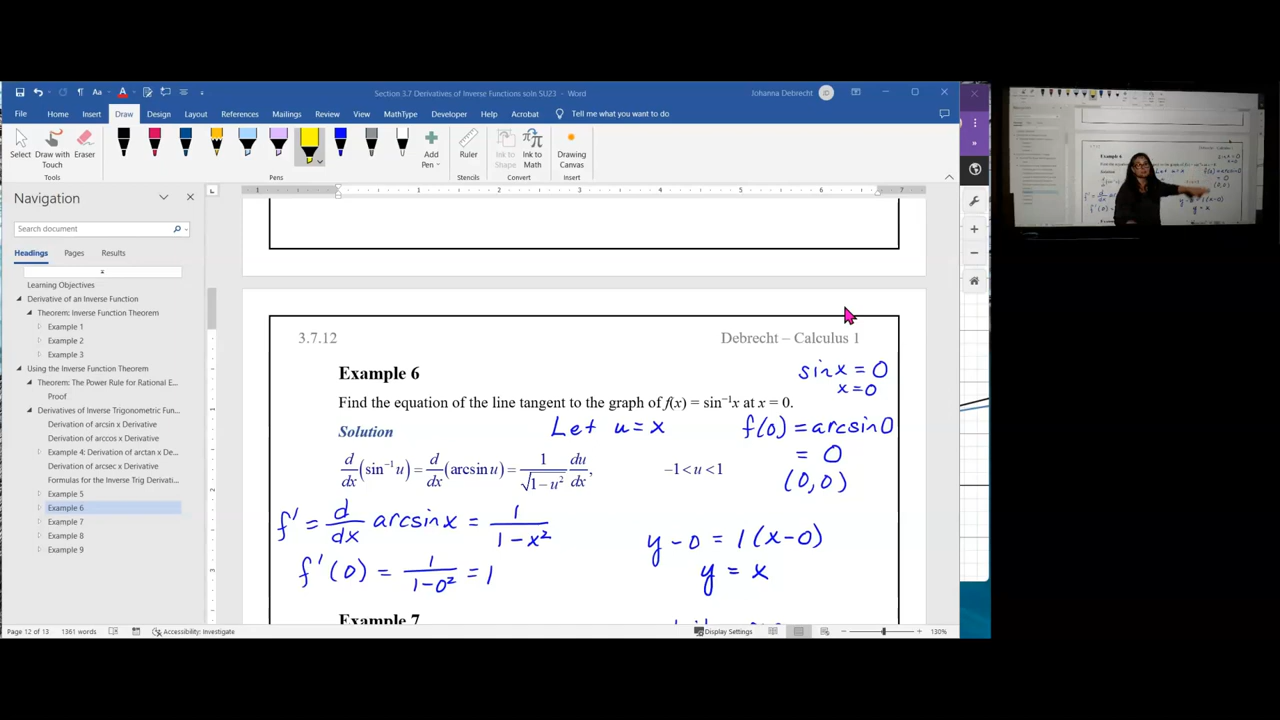 Section 3.7 Derivatives of Inverse Functions soln SU23 - Word
Johanna Debrecht JD
File Home Insert Draw Design Layout References Mailings Review View MathType Developer Help Acrobat Tell me what you want to do
Select Draw with Touch Eraser Add Pen Ruler Ink to Shape Ink to Math Drawing Canvas
Pens Stencils Convert Insert
Navigation
Search document
Headings Pages Results
Learning Objectives
Derivative of an Inverse Function
Theorem: Inverse Function Theorem
Example 1
Example 2
Example 3
Using the Inverse Function Theorem
Theorem: The Power Rule for Rational E...
Proof
Derivatives of Inverse Trigonometric Fun...
Derivation of arcsin x Derivative
Derivation of arccos x Derivative
Example 4: Derivation of arctan x De...
Derivation of arcsec x Derivative
Formulas for the Inverse Trig Derivati...
Example 5
Example 6
Example 7
Example 8
Example 9
1 1 2 3 4 5 6 7
3.7.12 Debrecht – Calculus 1
sin x = 0
x = 0
Example 6
Find the equation of the line tangent to the graph of f(x) = sin⁻¹x at x = 0.
Solution Let u = x f(0) = arcsin 0
= 0
d/dx (sin⁻¹ u) = d/dx (arcsin u) = 1/√(1 – u²) du/dx, –1 < u < 1
(0,0)
f' = d/dx arcsin x = 1/(1 – x²)
y – 0 = 1(x – 0)
f'(0) = 1/(1 – 0²) = 1
y = x
Example 7
Page 12 of 13 1361 words Accessibility: Investigate Display Settings 130%